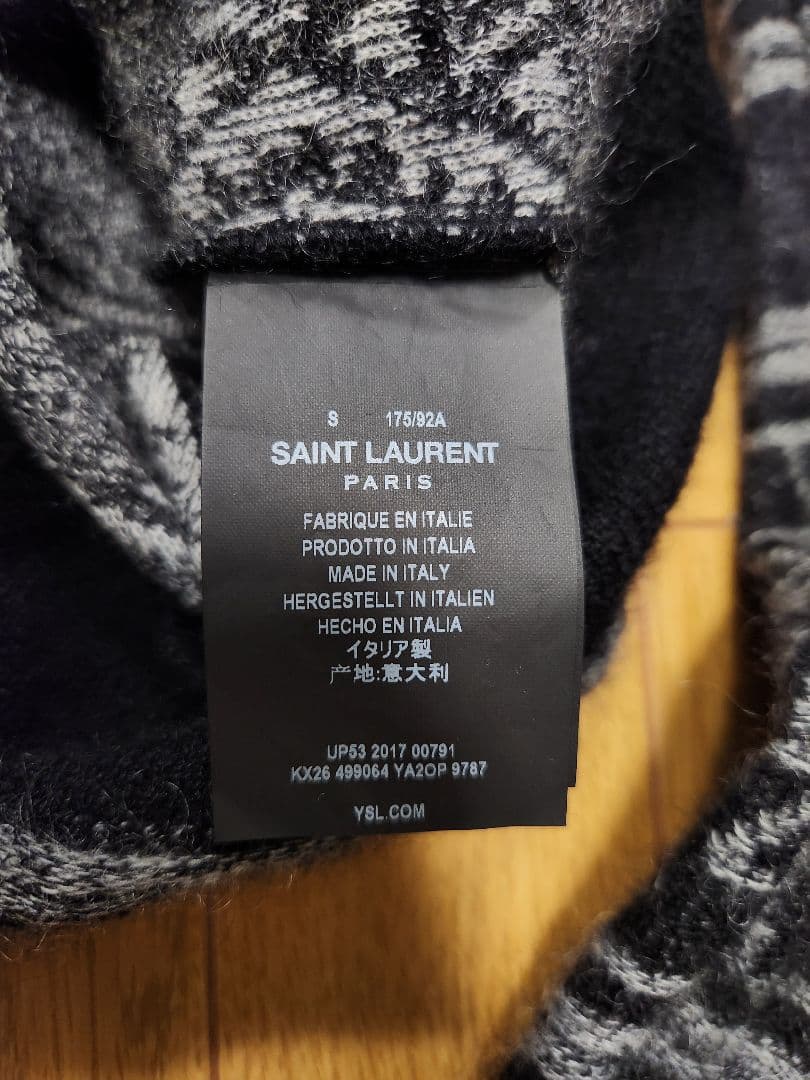 S 175/92A
SAINT LAURENT
PARIS
FABRIQUE EN ITALIE
PRODOTTO IN ITALIA
MADE IN ITALY
HERGESTELLT IN ITALIEN
HECHO EN ITALIA
イタリア製
产地:意大利
UP53 2017 00791
KX26 499064 YA2OP 9787
YSL.COM